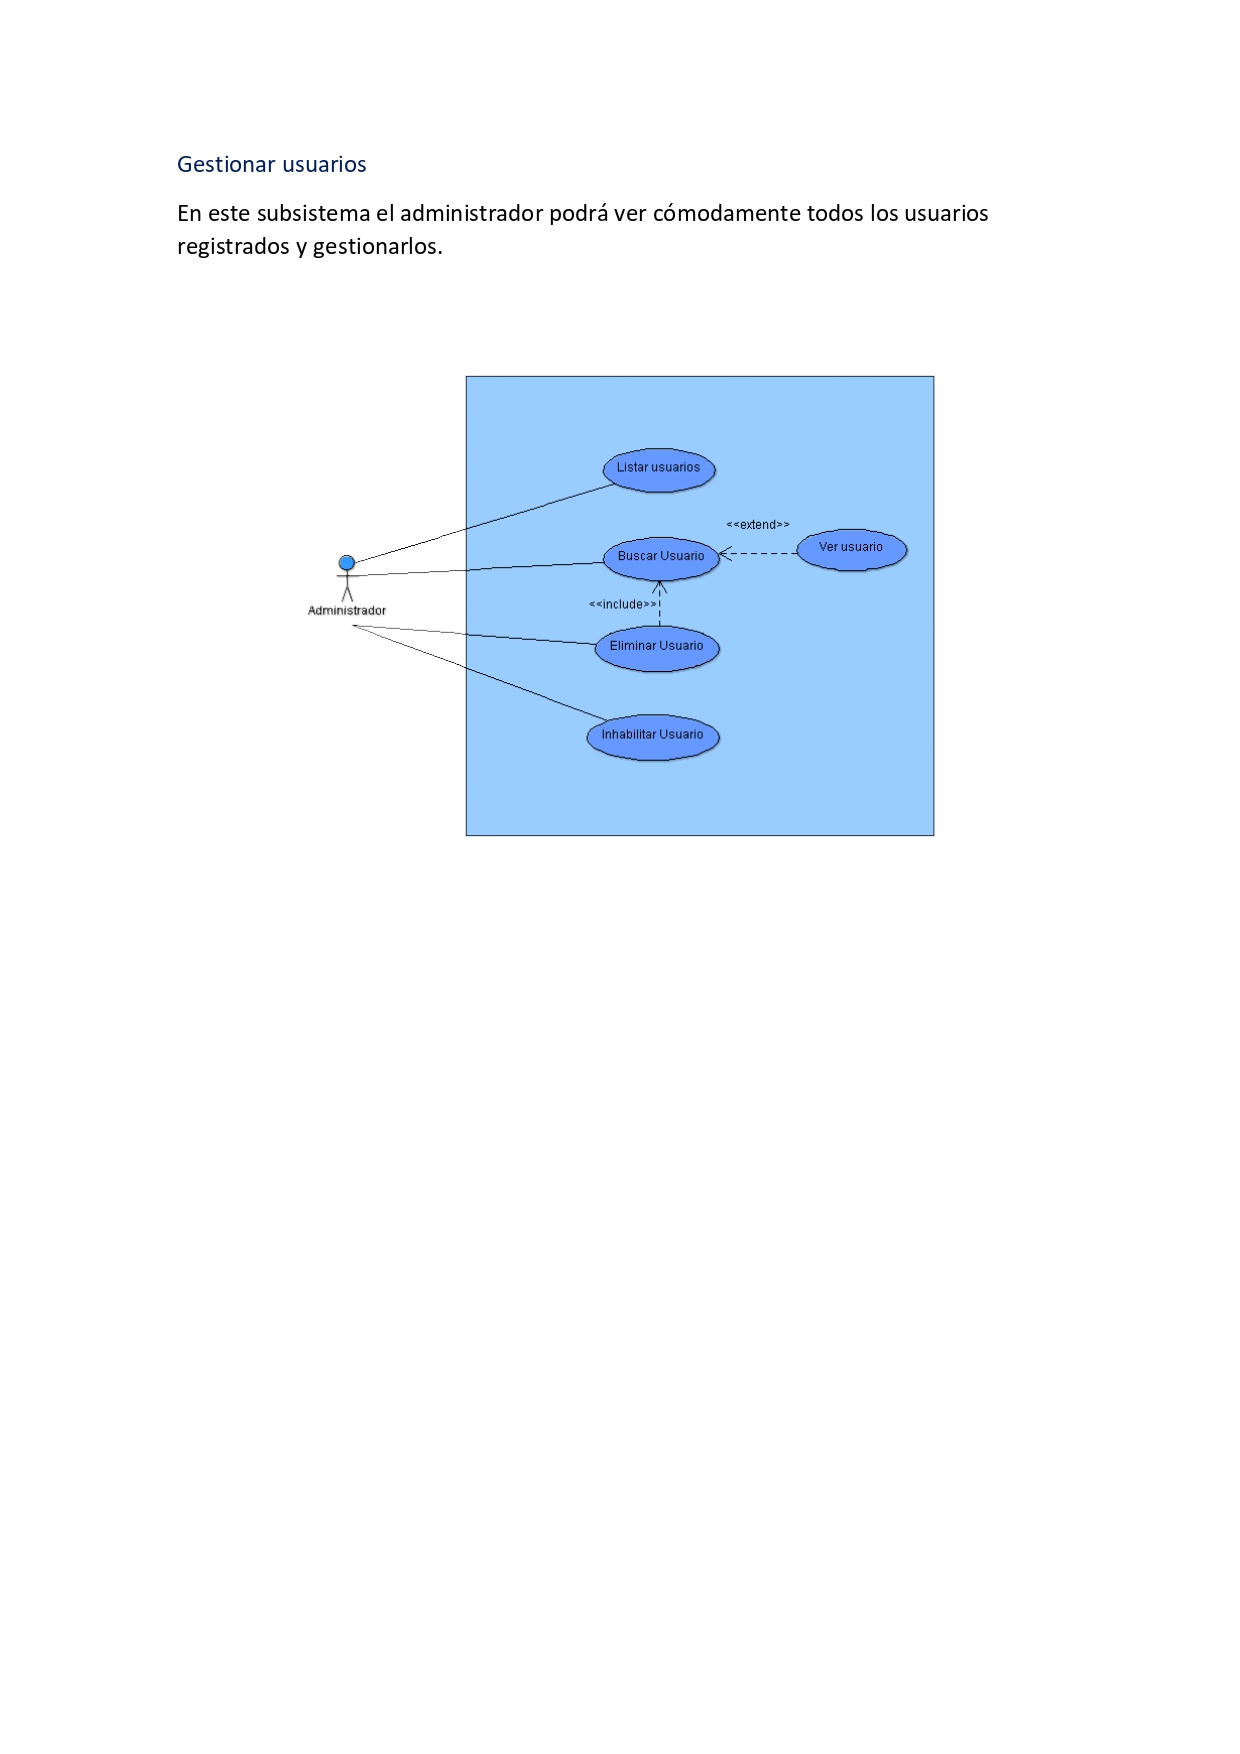 Gestionar usuarios
En este subsistema el administrador podrá ver cómodamente todos los usuarios
registrados y gestionarlos.
Listar usuarios
<<extend>>
Ver usuario
Buscar Usuario
<<include>>
Administrador
Eliminar Usuario
Inhabilitar Usuario